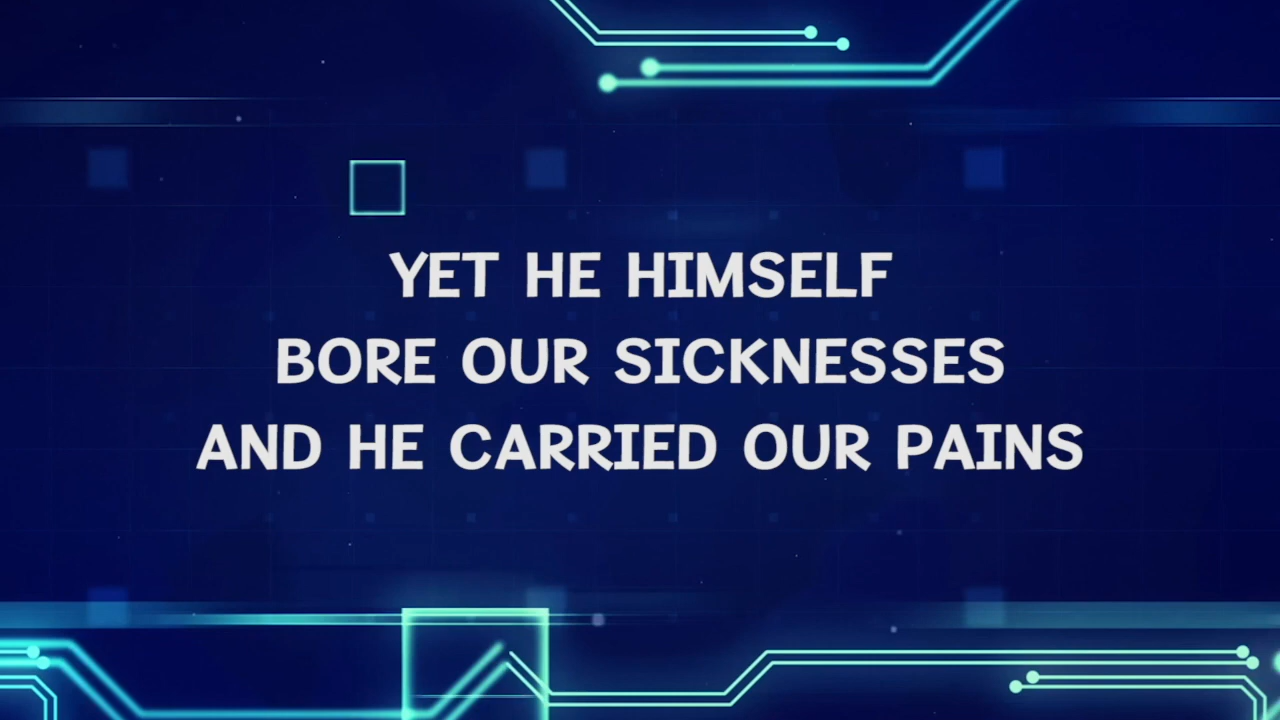 YET HE HIMSELF
BORE OUR SICKNESSES
AND HE CARRIED OUR PAINS